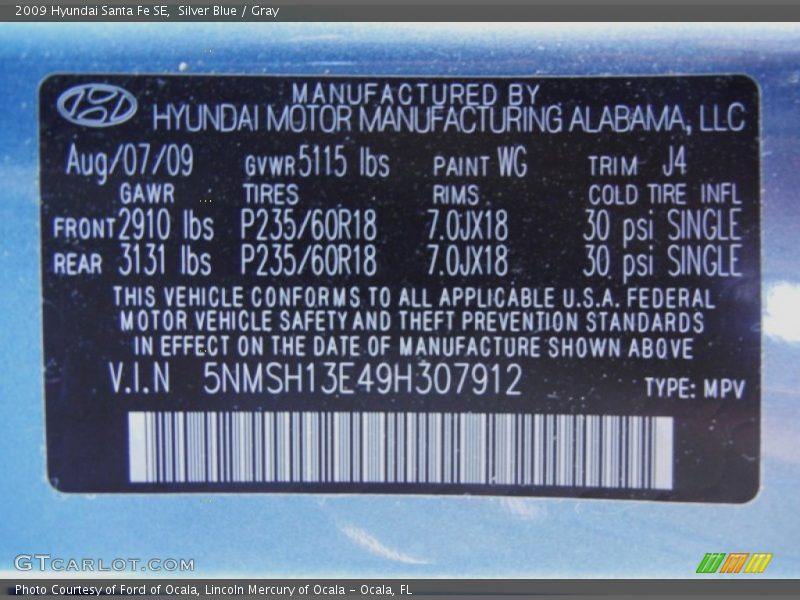 2009 Hyundai Santa Fe SE, Silver Blue / Gray
MANUFACTURED BY
HYUNDAI MOTOR MANUFACTURING ALABAMA, LLC
Aug/07/09 GVWR 5115 lbs PAINT WG TRIM J4
GAWR TIRES RIMS COLD TIRE INFL
FRONT 2910 lbs P235/60R18 7.0JX18 30 psi SINGLE
REAR 3131 lbs P235/60R18 7.0JX18 30 psi SINGLE
THIS VEHICLE CONFORMS TO ALL APPLICABLE U.S.A. FEDERAL
MOTOR VEHICLE SAFETY AND THEFT PREVENTION STANDARDS
IN EFFECT ON THE DATE OF MANUFACTURE SHOWN ABOVE
V.I.N 5NMSH13E49H307912 TYPE: MPV
GTCARLOT.COM
Photo Courtesy of Ford of Ocala, Lincoln Mercury of Ocala - Ocala, FL